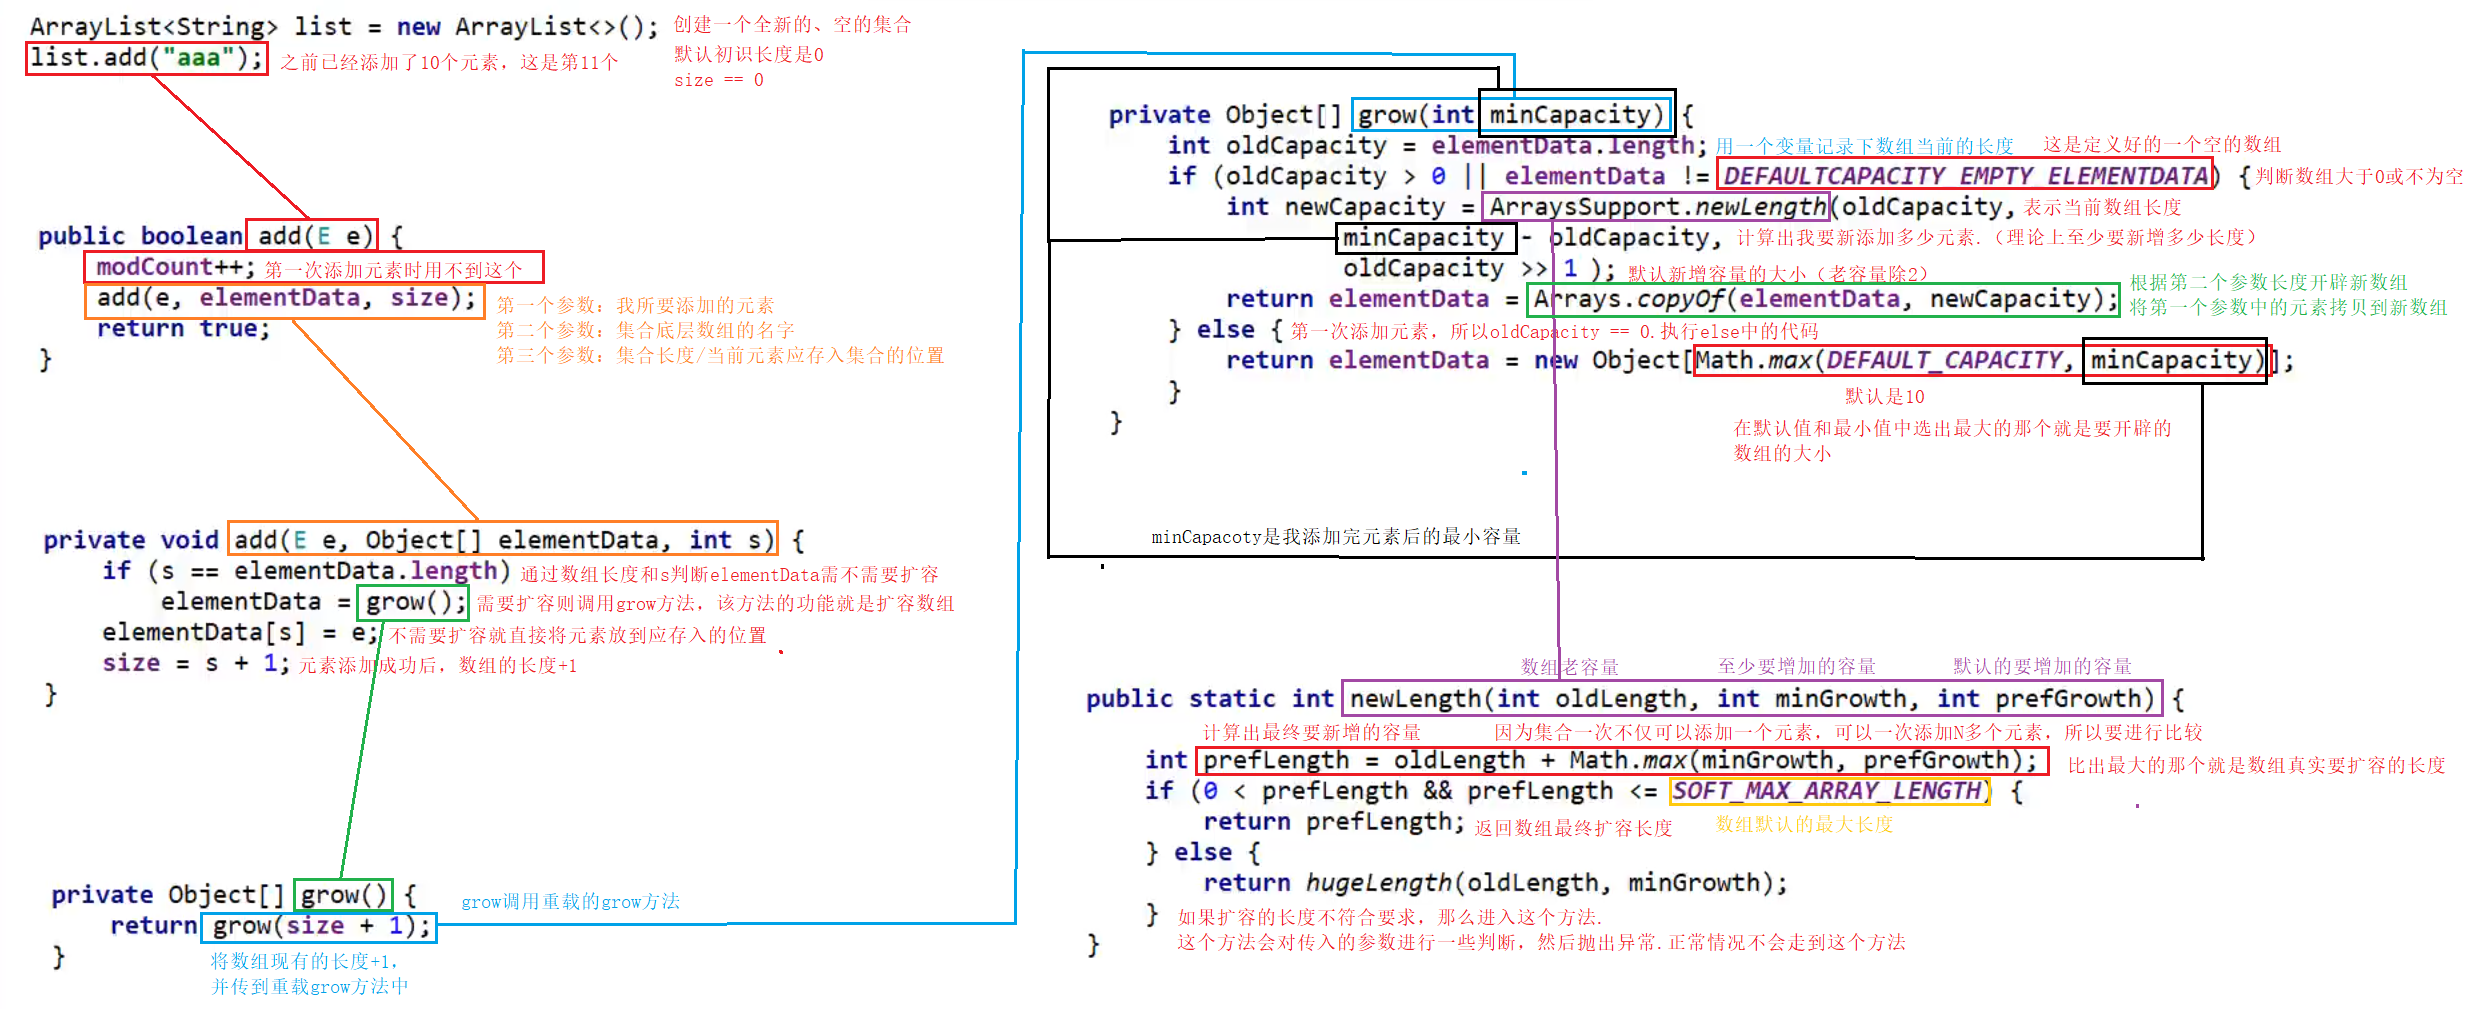 ArrayList<String> list = new ArrayList<>();
创建一个全新的、空的集合
默认初识长度是0
size == 0
list.add("aaa");
之前已经添加了10个元素，这是第11个
public boolean add(E e) {
modCount++; 第一次添加元素时用不到这个
add(e, elementData, size);
第一个参数：我所要添加的元素
第二个参数：集合底层数组的名字
第三个参数：集合长度/当前元素应存入集合的位置
return true;
}
private void add(E e, Object[] elementData, int s) {
if (s == elementData.length) 通过数组长度和s判断elementData需不需要扩容
elementData = grow(); 需要扩容则调用grow方法，该方法的功能就是扩容数组
elementData[s] = e; 不需要扩容就直接将元素放到应存入的位置
size = s + 1; 元素添加成功后，数组的长度+1
}
private Object[] grow() {
grow调用重载的grow方法
return grow(size + 1);
}
将数组现有的长度+1，
并传到重载grow方法中
private Object[] grow(int minCapacity) {
int oldCapacity = elementData.length; 用一个变量记录下数组当前的长度 这是定义好的一个空的数组
if (oldCapacity > 0 || elementData != DEFAULTCAPACITY_EMPTY_ELEMENTDATA) { 判断数组大于0或不为空
int newCapacity = ArraysSupport.newLength(oldCapacity, 表示当前数组长度
minCapacity - oldCapacity, 计算出我要新添加多少元素.（理论上至少要新增多少长度）
oldCapacity >> 1 ); 默认新增容量的大小（老容量除2）
return elementData = Arrays.copyOf(elementData, newCapacity);
根据第二个参数长度开辟新数组
将第一个参数中的元素拷贝到新数组
} else { 第一次添加元素，所以oldCapacity == 0.执行else中的代码
return elementData = new Object[Math.max(DEFAULT_CAPACITY, minCapacity)];
}
默认是10
}
在默认值和最小值中选出最大的那个就是要开辟的
数组的大小
minCapacoty是我添加完元素后的最小容量
数组老容量 至少要增加的容量 默认的要增加的容量
public static int newLength(int oldLength, int minGrowth, int prefGrowth) {
计算出最终要新增的容量 因为集合一次不仅可以添加一个元素，可以一次添加N多个元素，所以要进行比较
int prefLength = oldLength + Math.max(minGrowth, prefGrowth); 比出最大的那个就是数组真实要扩容的长度
if (0 < prefLength && prefLength <= SOFT_MAX_ARRAY_LENGTH) {
return prefLength; 返回数组最终扩容长度 数组默认的最大长度
} else {
return hugeLength(oldLength, minGrowth);
} 如果扩容的长度不符合要求，那么进入这个方法.
这个方法会对传入的参数进行一些判断，然后抛出异常.正常情况不会走到这个方法
}